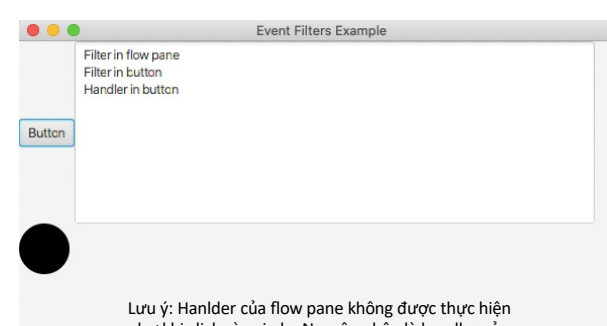 Event Filters Example
Filter in flow pane
Filter in button
Handler in button
Button
Lưu ý: Hanlder của flow pane không được thực hiện